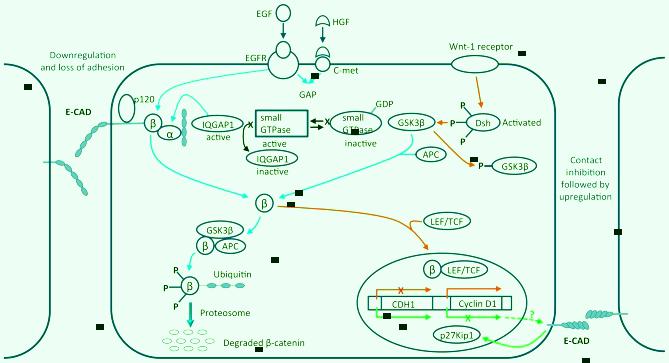 EGF
HGF
EGFR
C-met
GAP
Wnt-1 receptor
Downregulation
and loss of adhesion
E-CAD
p120
β
α
IQGAP1
active
X
small
GTPase
active
IQGAP1
inactive
X
small
GTPase
inactive
GDP
GSK3β
APC
P
P
P
Dsh
Activated
P
GSK3β
Contact
inhibition
followed by
upregulation
β
LEF/TCF
GSK3β
β
APC
P
P
P
β
Ubiquitin
Proteosome
Degraded β-catenin
β
LEF/TCF
X
CDH1
Cyclin D1
X
?
p27Kip1
E-CAD